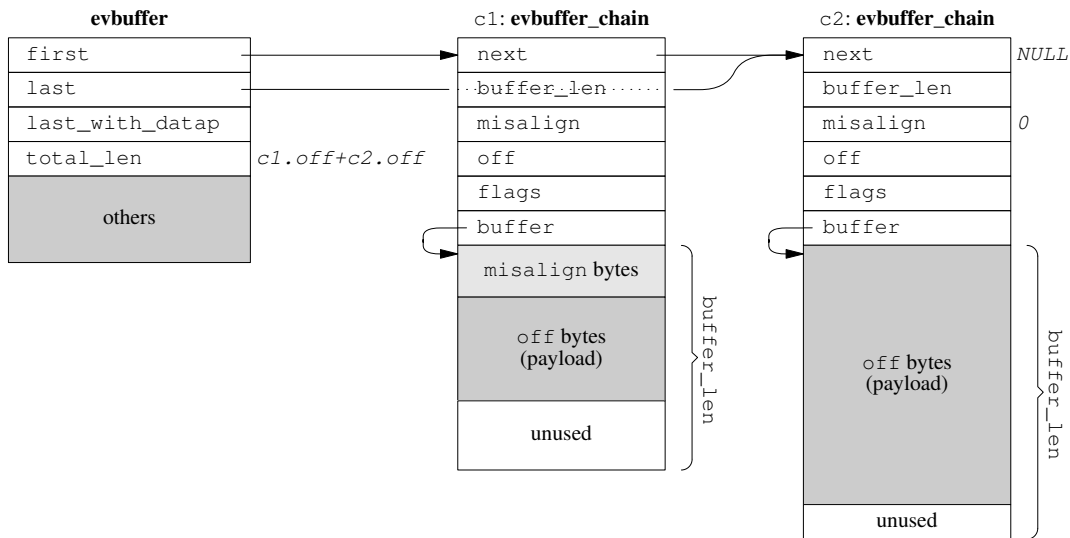 evbuffer
first
last
last_with_datap
total_len
c1.off+c2.off
others
c1: evbuffer_chain
next
buffer_len
misalign
off
flags
buffer
misalign bytes
off bytes
(payload)
unused
buffer_len
c2: evbuffer_chain
next
NULL
buffer_len
misalign
0
off
flags
buffer
off bytes
(payload)
unused
buffer_len